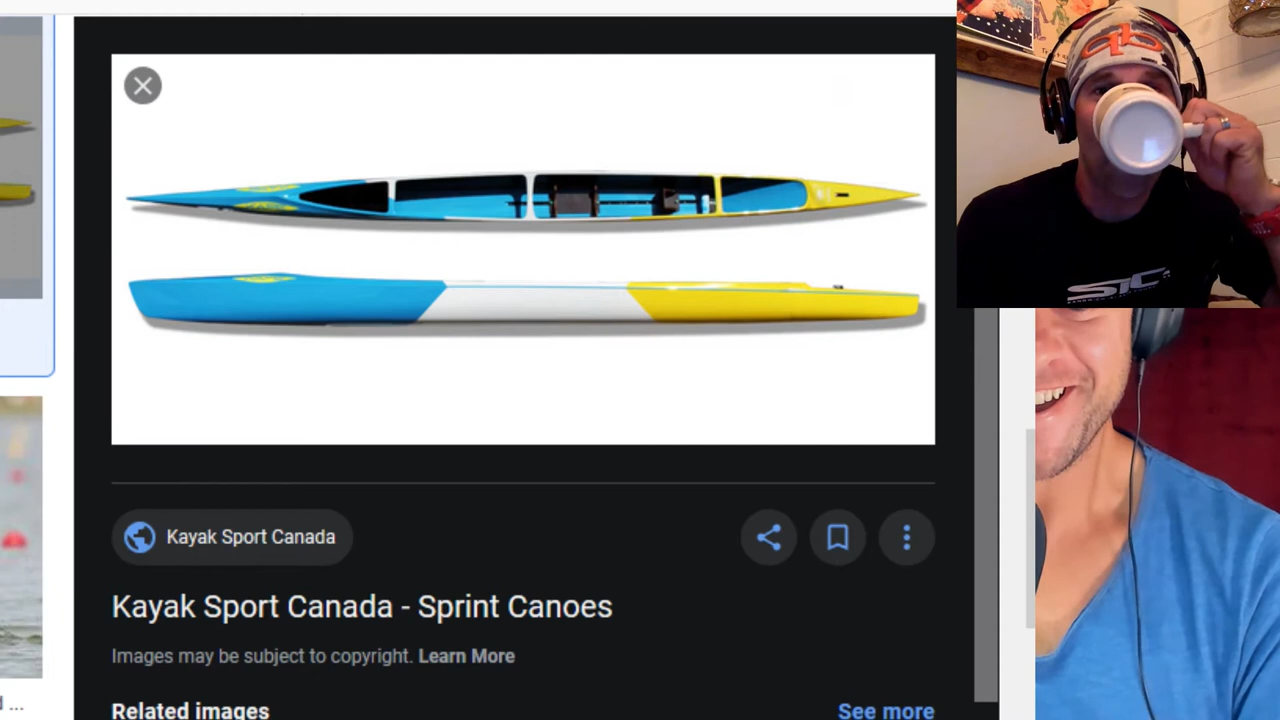 STC
Kayak Sport Canada
Kayak Sport Canada - Sprint Canoes
Images may be subject to copyright. Learn More
Related images
See more
...